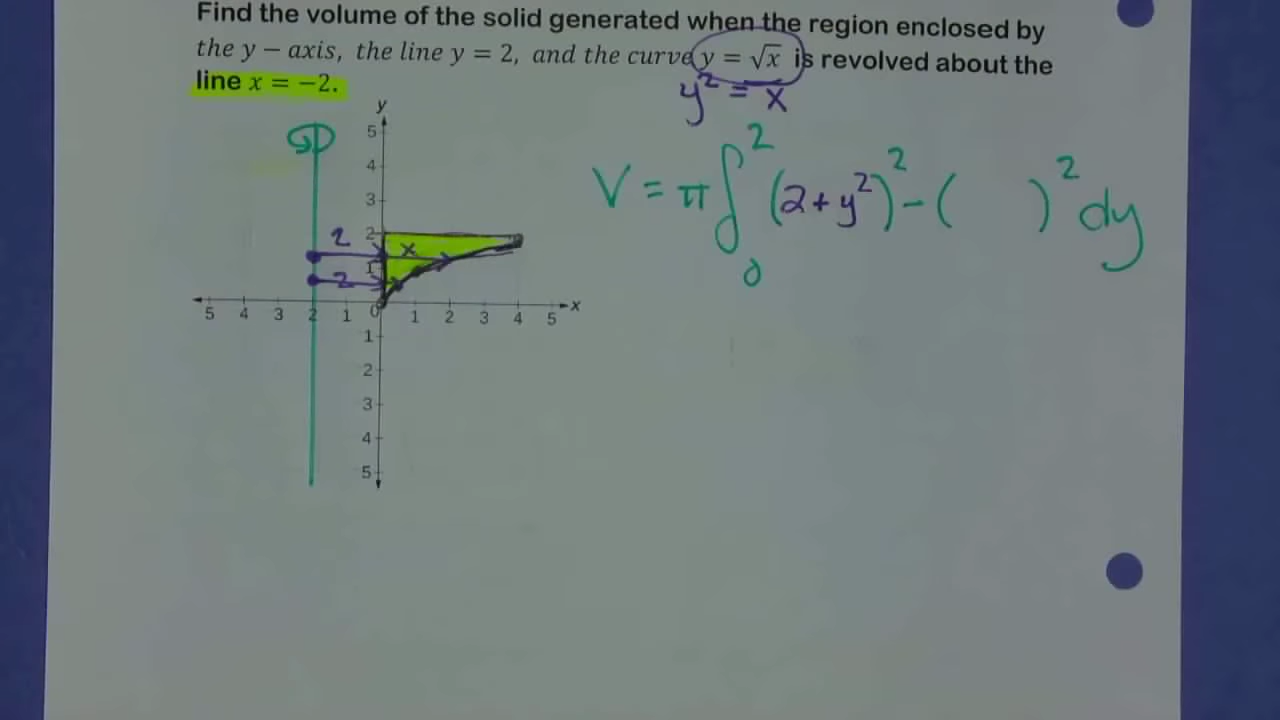 Find the volume of the solid generated when the region enclosed by
the y − axis, the line y = 2, and the curve y = √x is revolved about the
line x = −2.
y² = x
V = π∫₀² (2+y²)² − ( )² dy
y
5
4
3
2
1
2
x
2
5 4 3 2 1 0 1 2 3 4 5 x
1
2
3
4
5